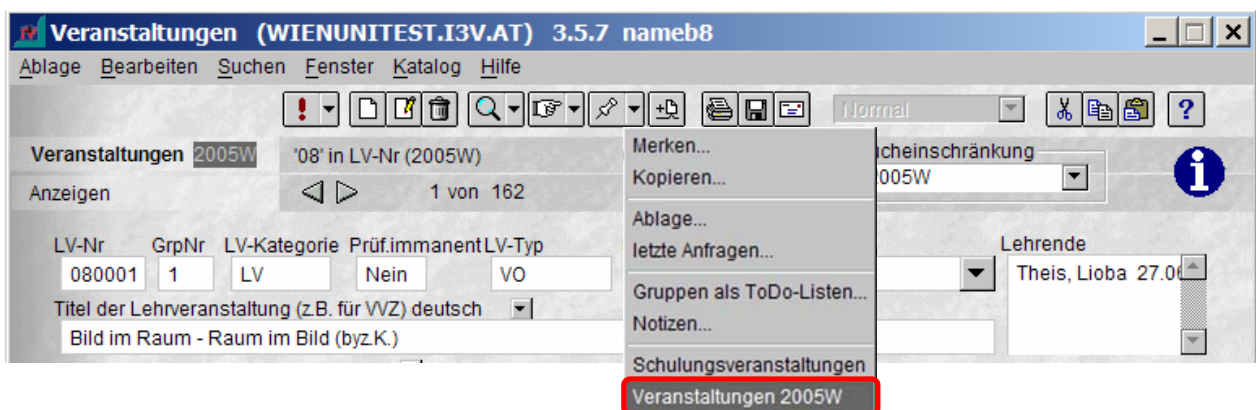 Veranstaltungen (WIENUNITEST.I3V.AT) 3.5.7 nameb8
Ablage Bearbeiten Suchen Fenster Katalog Hilfe
Normal
Veranstaltungen 2005W
'08' in LV-Nr (2005W)
Anzeigen
1 von 162
Merken...
Kopieren...
Ablage...
letzte Anfragen...
Gruppen als ToDo-Listen...
Notizen...
Schulungsveranstaltungen
Veranstaltungen 2005W
ucheinschränkung
2005W
LV-Nr GrpNr LV-Kategorie Prüf.immanent LV-Typ
080001 1 LV Nein VO
Lehrende
Theis, Lioba 27.06
Titel der Lehrveranstaltung (z.B. für VVZ) deutsch
Bild im Raum - Raum im Bild (byz.K.)